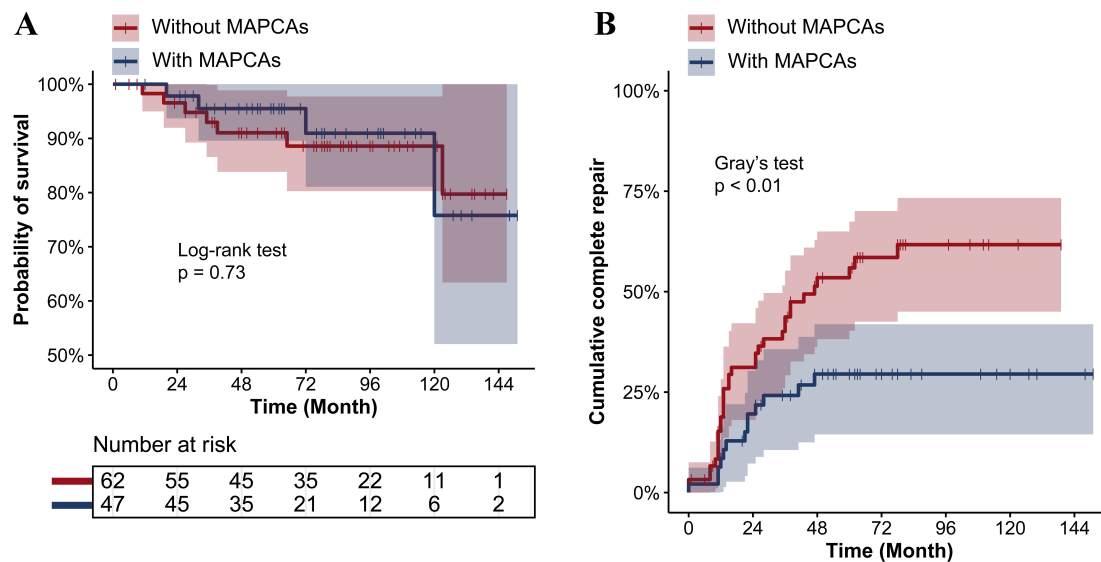 A
Without MAPCAs
With MAPCAs
100%
90%
80%
70%
60%
50%
Probability of survival
Log-rank test
p = 0.73
0 24 48 72 96 120 144
Time (Month)
Number at risk
62 55 45 35 22 11 1
47 45 35 21 12 6 2
B
Without MAPCAs
With MAPCAs
100%
75%
50%
25%
0%
Cumulative complete repair
Gray's test
p < 0.01
0 24 48 72 96 120 144
Time (Month)